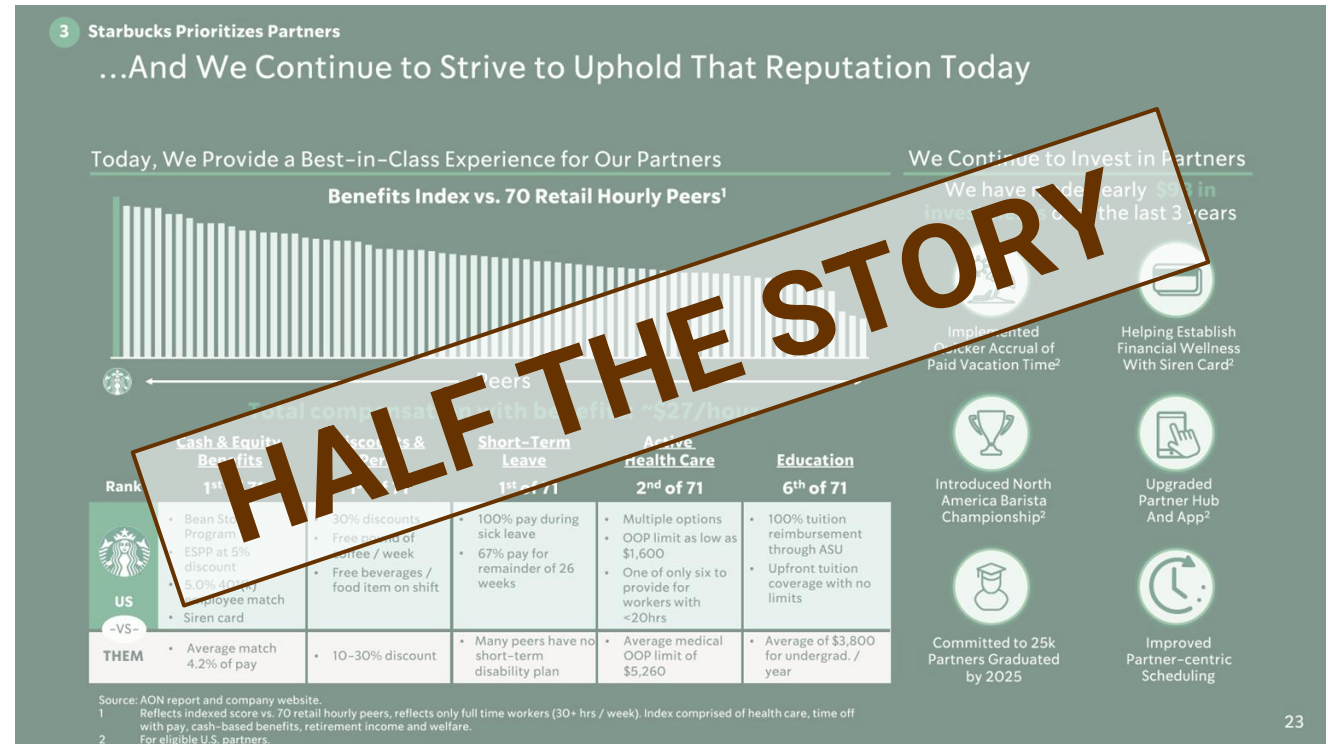 3 Starbucks Prioritizes Partners
...And We Continue to Strive to Uphold That Reputation Today
Today, We Provide a Best-in-Class Experience for Our Partners
Benefits Index vs. 70 Retail Hourly Peers¹
Peers
Total compensation with benefits ~$27/hour
HALF THE STORY
Cash & Equity
Benefits
Discounts &
Short-Term
Leave
Active
Health Care
Education
Rank
1st
1st of 71
2nd of 71
6th of 71
US
• Bean
Program
• ESPP at 5%
discount
• 5.0% 401(k)
employee match
• Siren card
• 30% discounts
• Free pound of
coffee / week
• Free beverages /
food item on shift
• 100% pay during
sick leave
• 67% pay for
remainder of 26
weeks
• Multiple options
• OOP limit as low as
$1,600
• One of only six to
provide for
workers with
<20hrs
• 100% tuition
reimbursement
through ASU
• Upfront tuition
coverage with no
limits
-VS-
THEM
• Average match
4.2% of pay
• 10-30% discount
• Many peers have no
short-term
disability plan
• Average medical
OOP limit of
$5,260
• Average of $3,800
for undergrad. /
year
We Continue to Invest in Partners
We have made nearly in
the last 3 years
Implemented
Quicker Accrual of
Paid Vacation Time²
Helping Establish
Financial Wellness
With Siren Card²
Introduced North
America Barista
Championship²
Upgraded
Partner Hub
And App²
Committed to 25k
Partners Graduated
by 2025
Improved
Partner-centric
Scheduling
Source: AON report and company website.
1 Reflects indexed score vs. 70 retail hourly peers, reflects only full time workers (30+ hrs / week). Index comprised of health care, time off
with pay, cash-based benefits, retirement income and welfare.
2 For eligible U.S. partners.
23